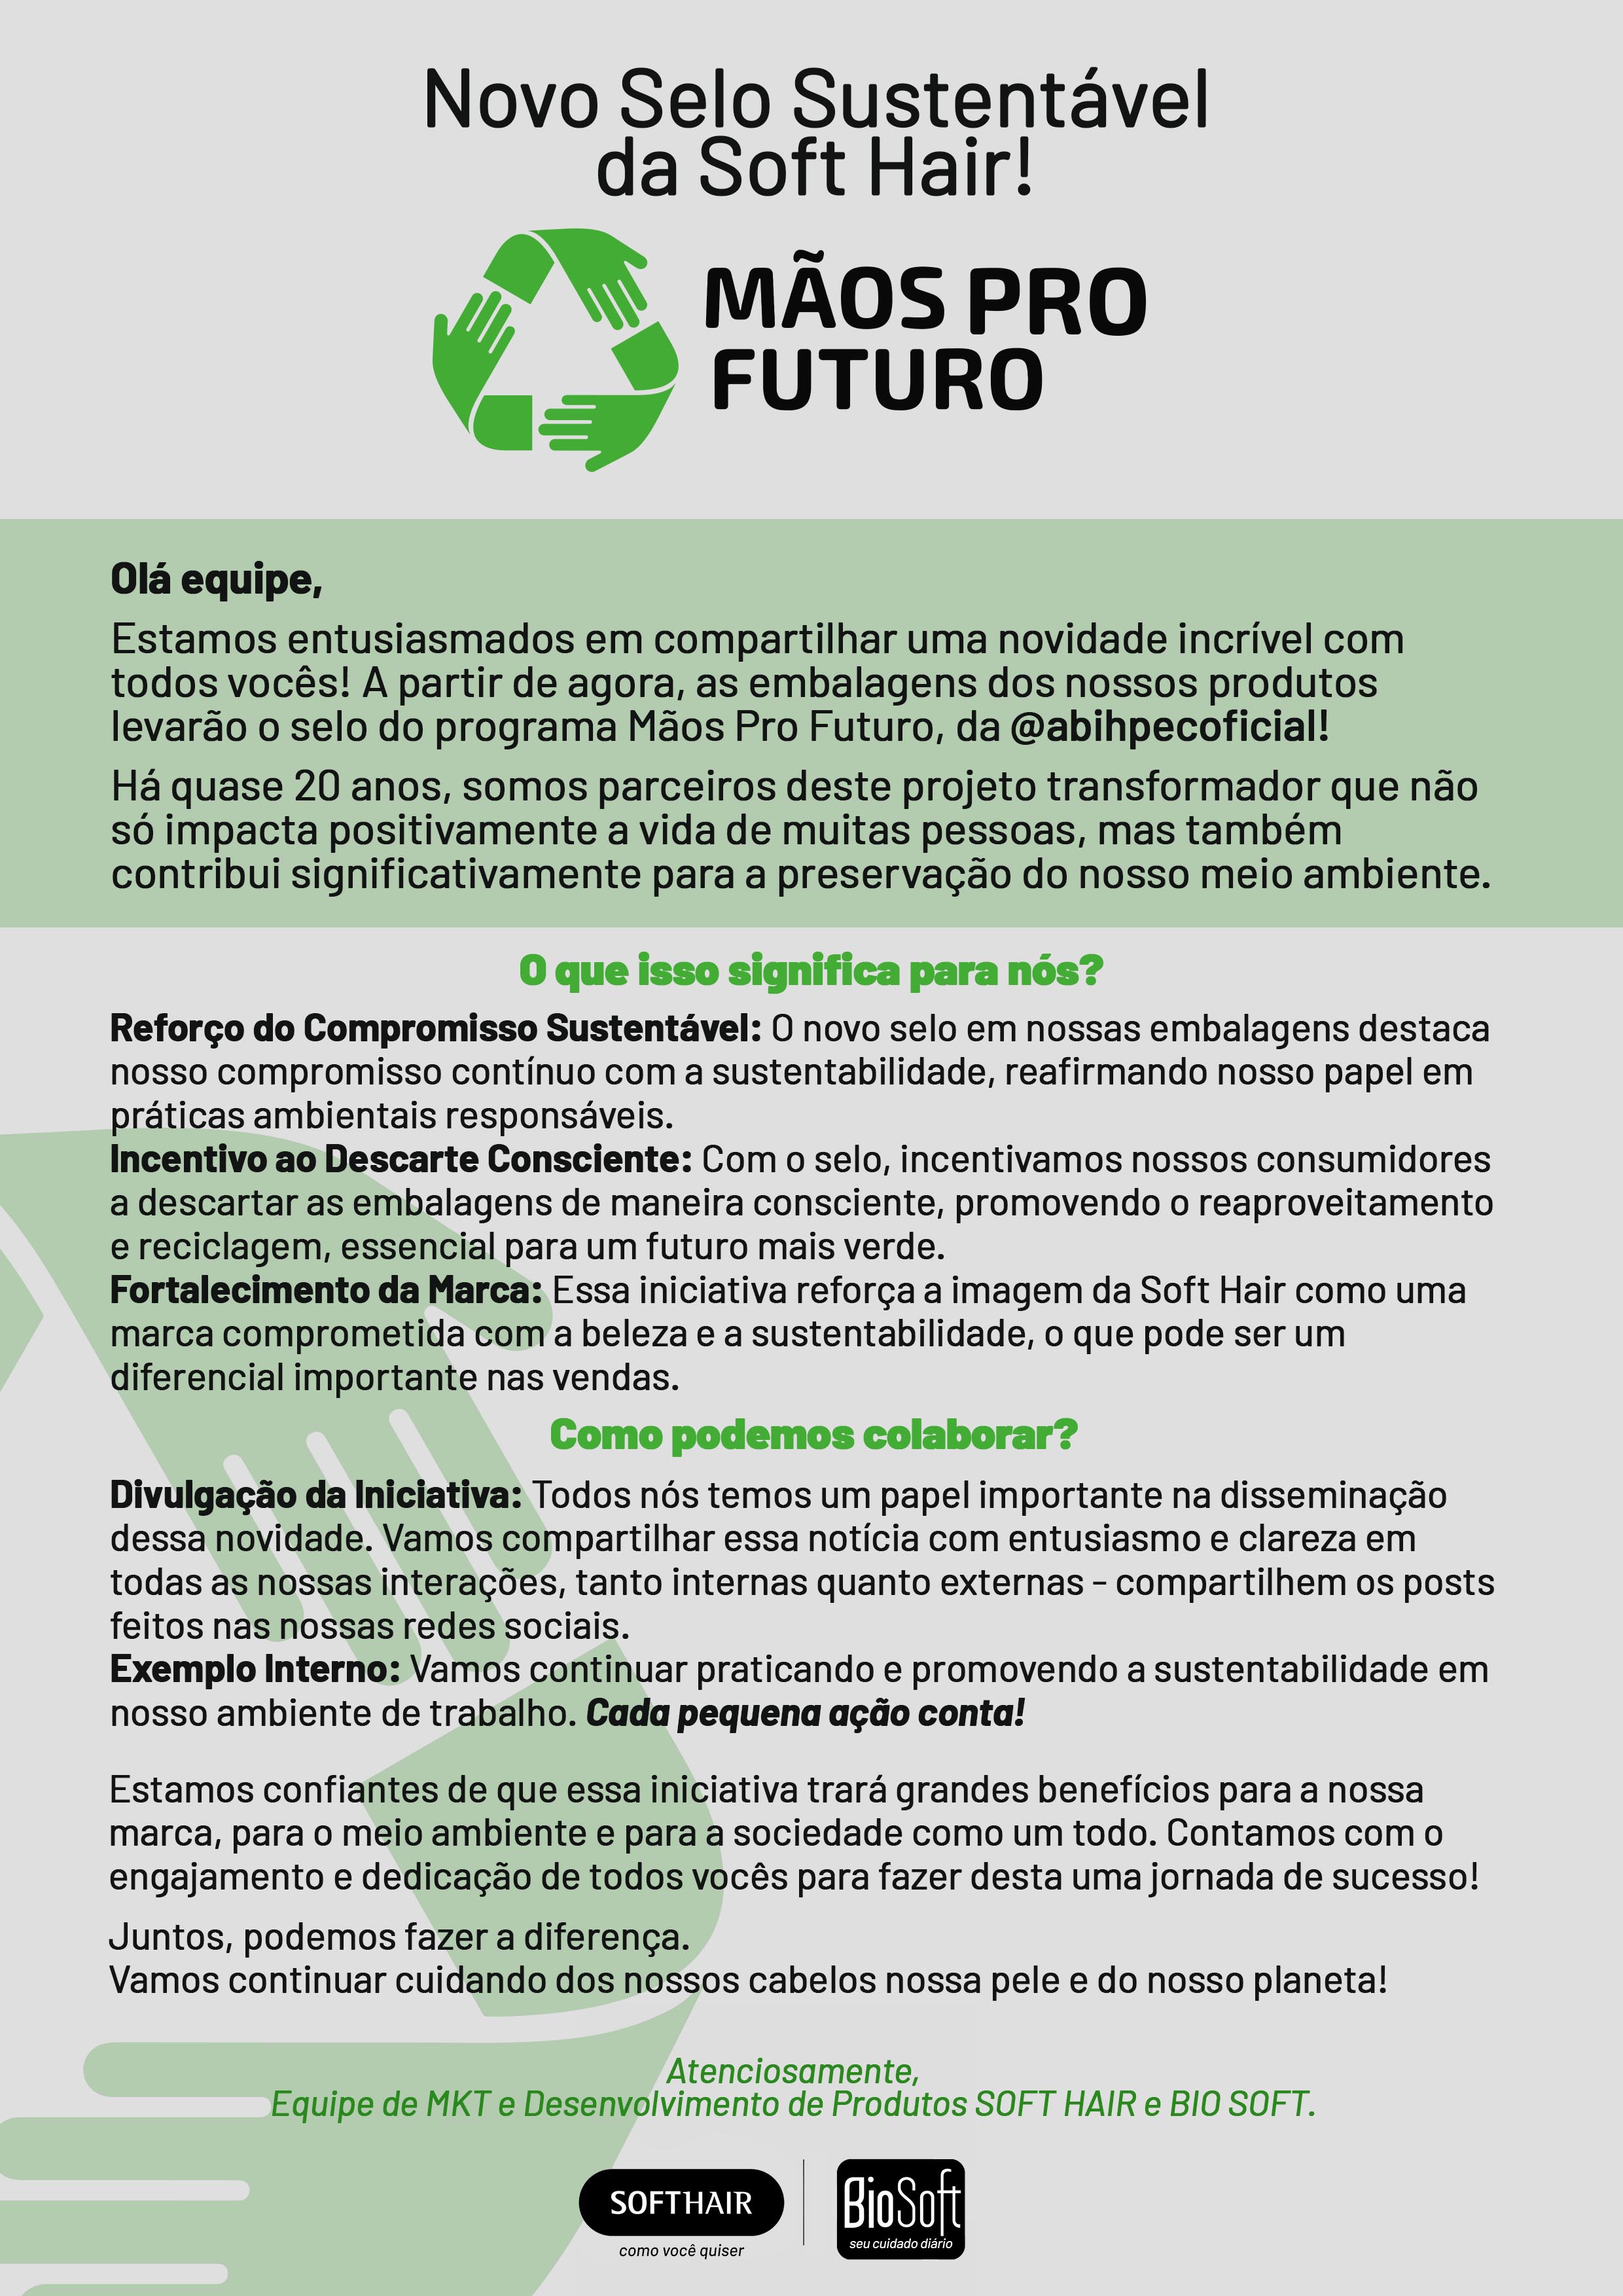 Novo Selo Sustentável
da Soft Hair!
MÃOS PRO
FUTURO
Olá equipe,
Estamos entusiasmados em compartilhar uma novidade incrível com
todos vocês! A partir de agora, as embalagens dos nossos produtos
levarão o selo do programa Mãos Pro Futuro, da @abihpecoficial!
Há quase 20 anos, somos parceiros deste projeto transformador que não
só impacta positivamente a vida de muitas pessoas, mas também
contribui significativamente para a preservação do nosso meio ambiente.
O que isso significa para nós?
Reforço do Compromisso Sustentável: O novo selo em nossas embalagens destaca
nosso compromisso contínuo com a sustentabilidade, reafirmando nosso papel em
práticas ambientais responsáveis.
Incentivo ao Descarte Consciente: Com o selo, incentivamos nossos consumidores
a descartar as embalagens de maneira consciente, promovendo o reaproveitamento
e reciclagem, essencial para um futuro mais verde.
Fortalecimento da Marca: Essa iniciativa reforça a imagem da Soft Hair como uma
marca comprometida com a beleza e a sustentabilidade, o que pode ser um
diferencial importante nas vendas.
Como podemos colaborar?
Divulgação da Iniciativa: Todos nós temos um papel importante na disseminação
dessa novidade. Vamos compartilhar essa notícia com entusiasmo e clareza em
todas as nossas interações, tanto internas quanto externas - compartilhem os posts
feitos nas nossas redes sociais.
Exemplo Interno: Vamos continuar praticando e promovendo a sustentabilidade em
nosso ambiente de trabalho. Cada pequena ação conta!
Estamos confiantes de que essa iniciativa trará grandes benefícios para a nossa
marca, para o meio ambiente e para a sociedade como um todo. Contamos com o
engajamento e dedicação de todos vocês para fazer desta uma jornada de sucesso!
Juntos, podemos fazer a diferença.
Vamos continuar cuidando dos nossos cabelos nossa pele e do nosso planeta!
Atenciosamente,
Equipe de MKT e Desenvolvimento de Produtos SOFT HAIR e BIO SOFT.
SOFTHAIR
como você quiser
BioSoft
seu cuidado diário